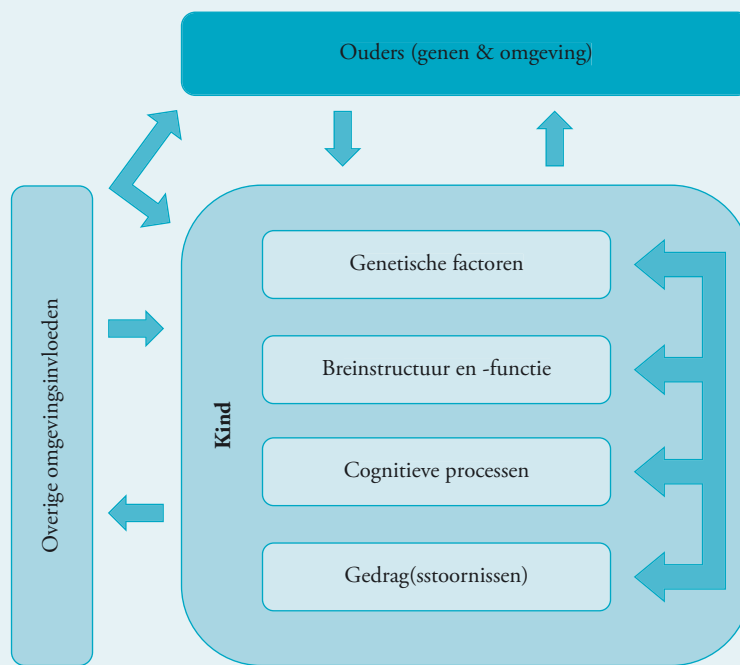 Ouders (genen & omgeving)
Overige omgevingsinvloeden
Kind
Genetische factoren
Breinstructuur en -functie
Cognitieve processen
Gedrag(sstoornissen)